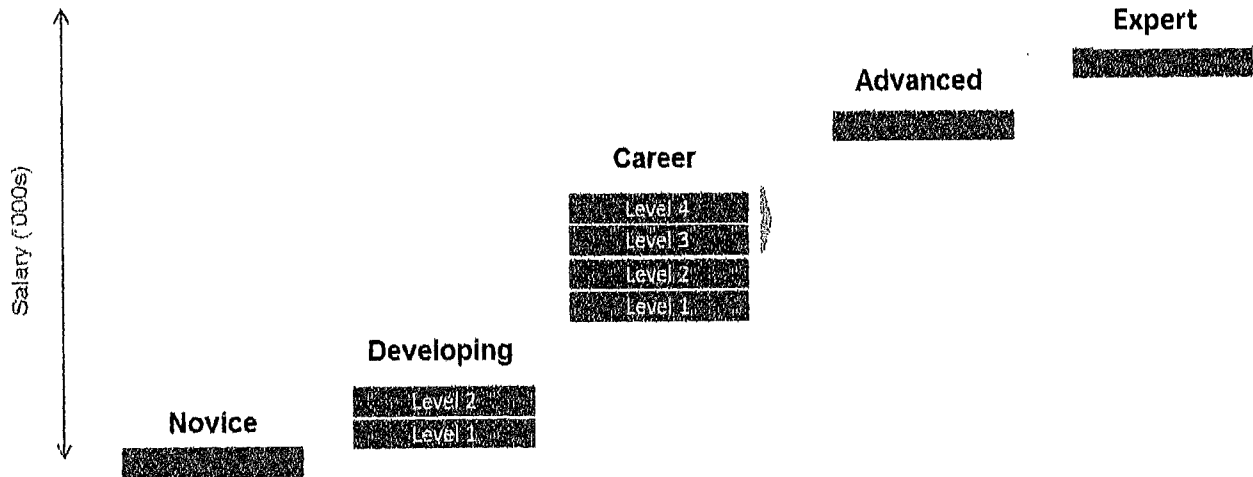 Expert
Advanced
Career
Level 4
Level 3
Level 2
Level 1
Developing
Level 2
Level 1
Novice
Salary ('000s)